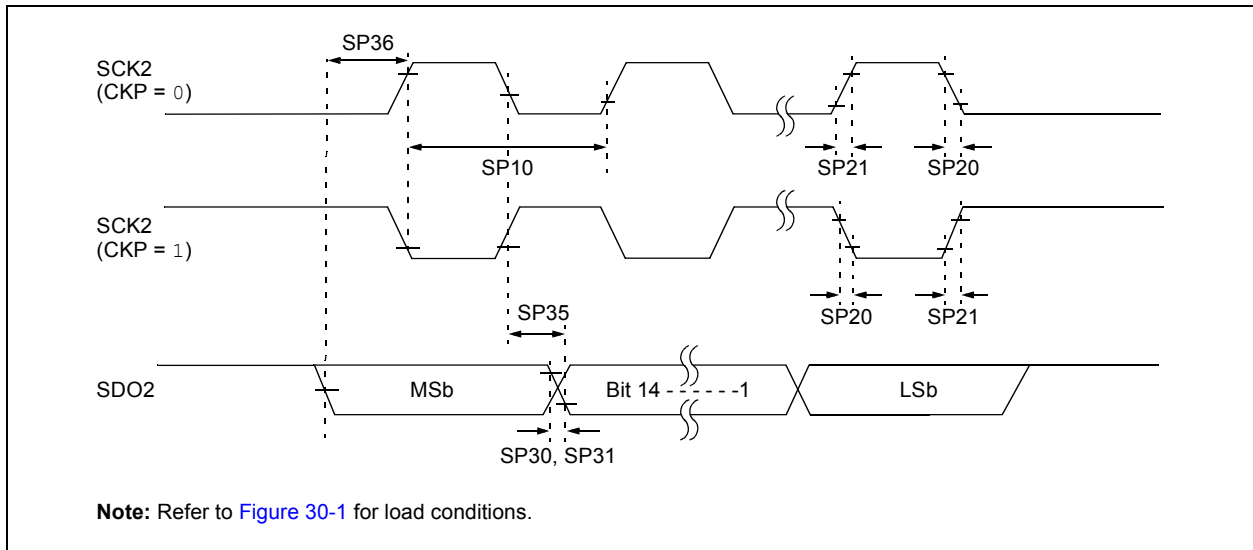 SP36
SCK2
(CKP = 0)
SP10
SP21
SP20
SCK2
(CKP = 1)
SP35
SP20
SP21
SDO2
MSb
Bit 14 - - - - - -1
LSb
SP30, SP31
Note: Refer to Figure 30-1 for load conditions.